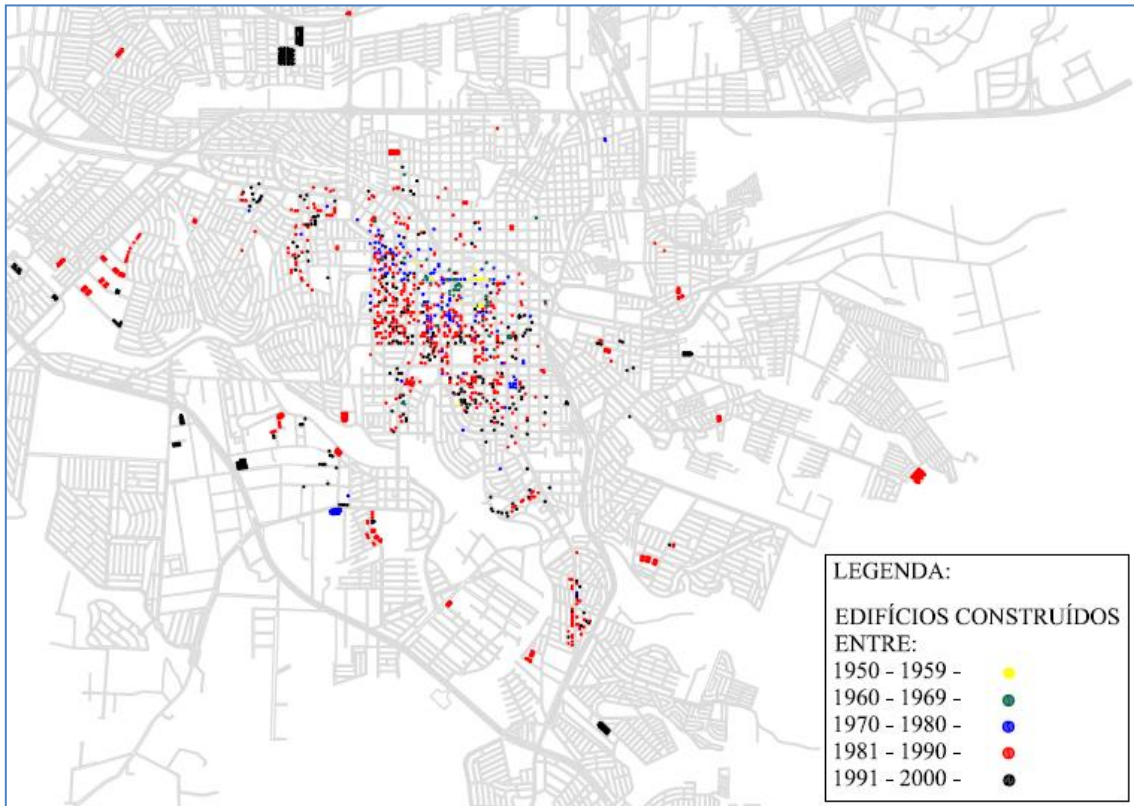 LEGENDA:
EDIFÍCIOS CONSTRUÍDOS
ENTRE:
1950 - 1959 -
1960 - 1969 -
1970 - 1980 -
1981 - 1990 -
1991 - 2000 -